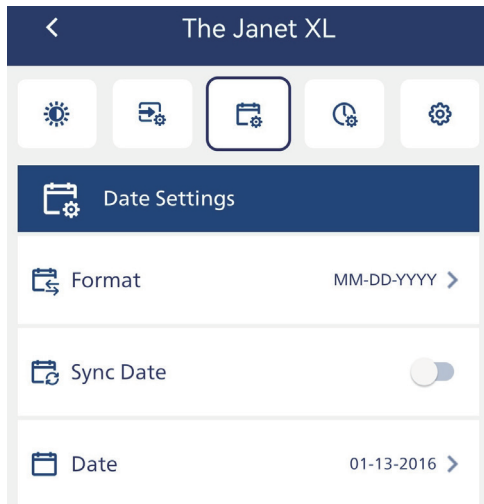 The Janet XL
Date Settings
Format MM-DD-YYYY
Sync Date
Date 01-13-2016